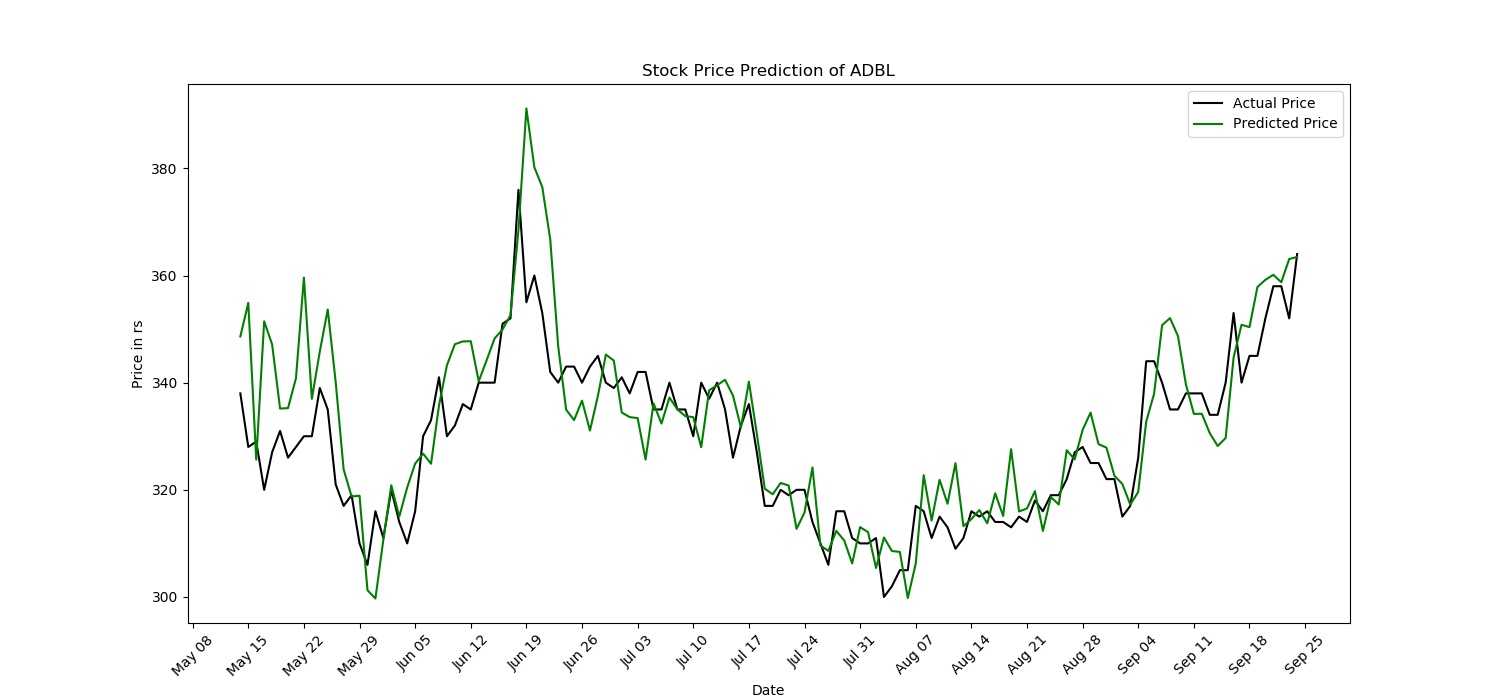 Stock Price Prediction of ADBL
Actual Price
Predicted Price
Price in rs
380
360
340
320
300
May 08
May 15
May 22
May 29
Jun 05
Jun 12
Jun 19
Jun 26
Jul 03
Jul 10
Jul 17
Jul 24
Jul 31
Aug 07
Aug 14
Aug 21
Aug 28
Sep 04
Sep 11
Sep 18
Sep 25
Date